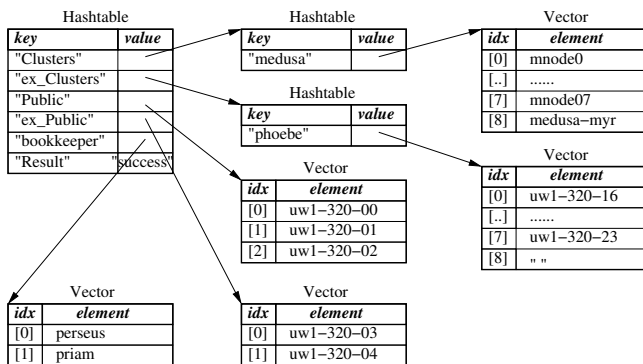 Hashtable
key value
"Clusters"
"ex_Clusters"
"Public"
"ex_Public"
"bookkeeper"
"Result" "success"
Hashtable
key value
"medusa"
Hashtable
key value
"phoebe"
Vector
idx element
[0] mnode0
[..] ......
[7] mnode07
[8] medusa-myr
Vector
idx element
[0] uw1-320-00
[1] uw1-320-01
[2] uw1-320-02
Vector
idx element
[0] uw1-320-16
[..] ......
[7] uw1-320-23
[8] " "
Vector
idx element
[0] perseus
[1] priam
Vector
idx element
[0] uw1-320-03
[1] uw1-320-04